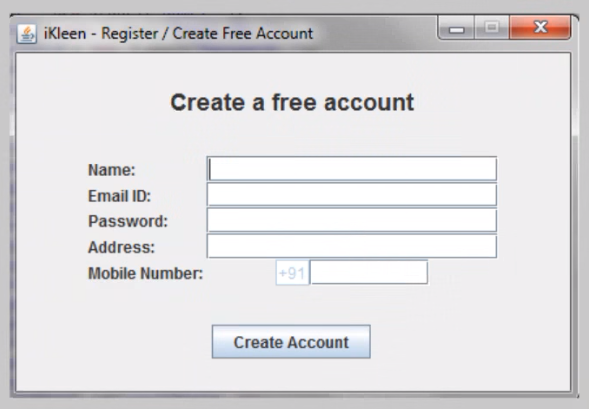 iKleen - Register / Create Free Account
Create a free account
Name:
Email ID:
Password:
Address:
Mobile Number: +91
Create Account